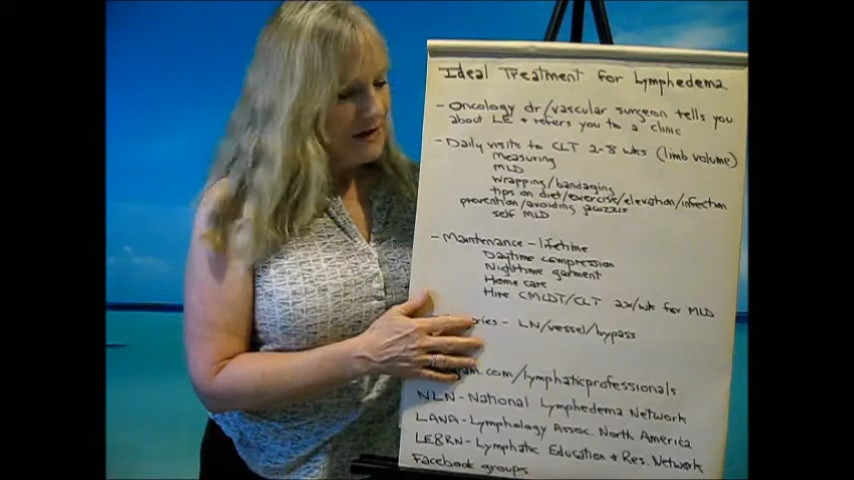 Ideal Treatment for Lymphedema
- Oncology dr/vascular surgeon tells you
about LE + refers you to a clinic
- Daily visits to CLT 2-8 wks (limb volume)
Measuring
MLD
Wrapping/bandaging
tips on diet/exercise/elevation/infection
prevention/avoiding jacuzzis
self MLD
- Maintenance - lifetime
Daytime compression
Nighttime garment
Home care
Hire CMLDT/CLT 2x/wk for MLD
ries - LN/vessel/bypass
gram.com/lymphaticprofessionals
NLN - National Lymphedema Network
LANA - Lymphology Assoc. North America
LE&RN - Lymphatic Education + Res. Network
Facebook groups